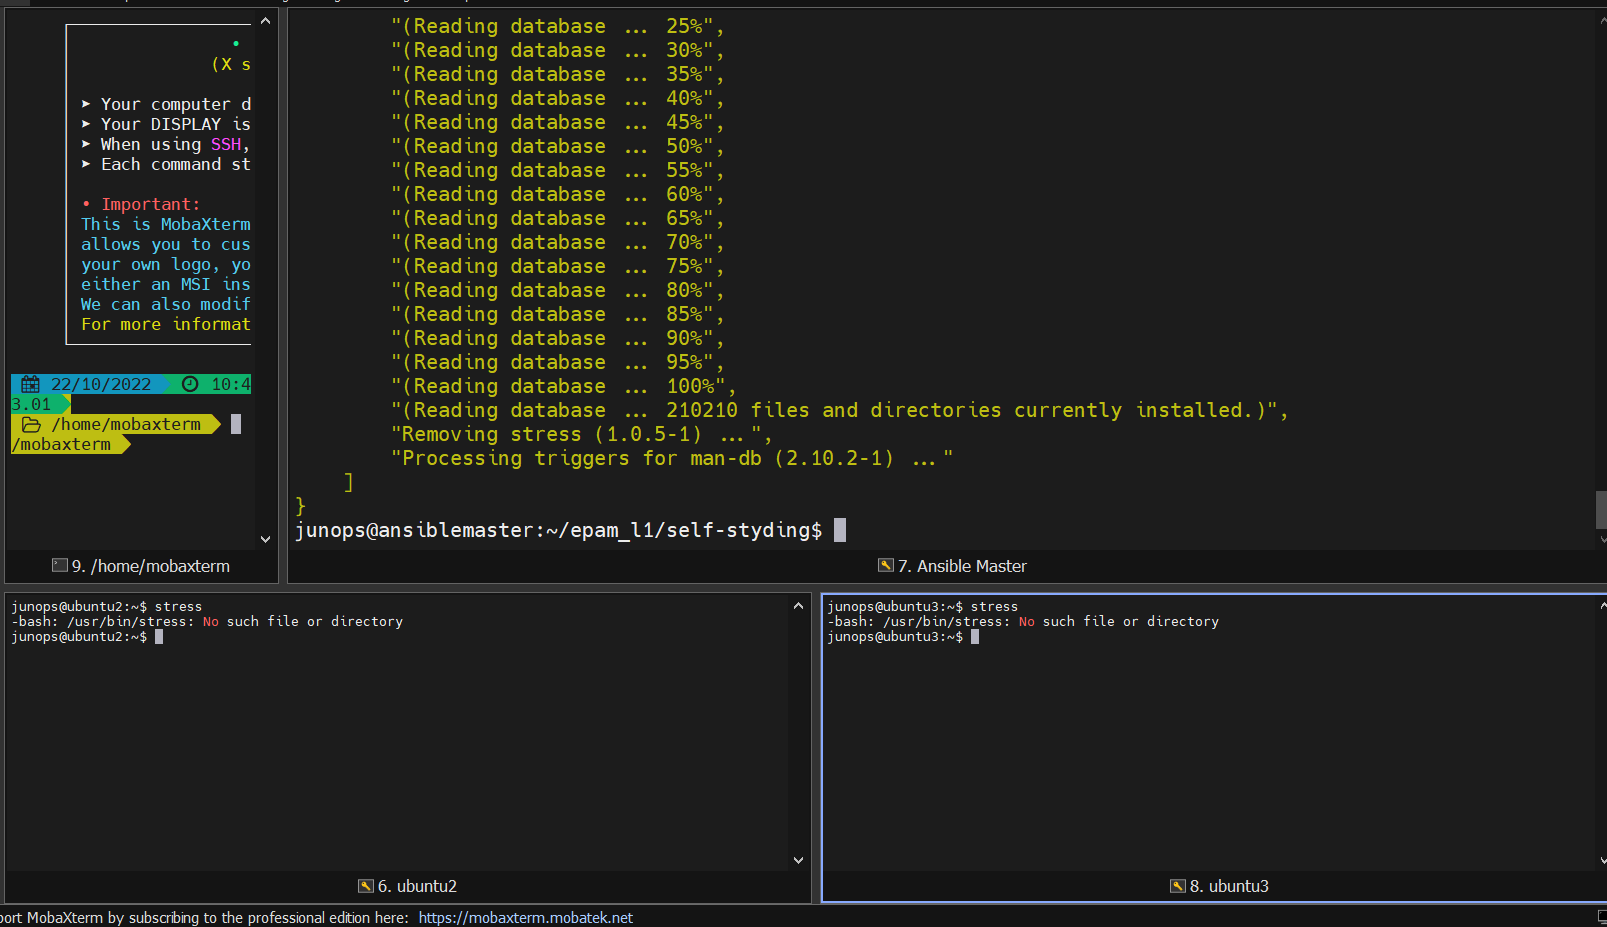 •
(X s
➤ Your computer d
➤ Your DISPLAY is
➤ When using SSH,
➤ Each command st
• Important:
This is MobaXterm
allows you to cus
your own logo, yo
either an MSI ins
We can also modif
For more informat
22/10/2022 10:4
3.01
/home/mobaxterm
/mobaxterm
9. /home/mobaxterm
"(Reading database ... 25%",
"(Reading database ... 30%",
"(Reading database ... 35%",
"(Reading database ... 40%",
"(Reading database ... 45%",
"(Reading database ... 50%",
"(Reading database ... 55%",
"(Reading database ... 60%",
"(Reading database ... 65%",
"(Reading database ... 70%",
"(Reading database ... 75%",
"(Reading database ... 80%",
"(Reading database ... 85%",
"(Reading database ... 90%",
"(Reading database ... 95%",
"(Reading database ... 100%",
"(Reading database ... 210210 files and directories currently installed.)",
"Removing stress (1.0.5-1) ...",
"Processing triggers for man-db (2.10.2-1) ..."
]
}
junops@ansiblemaster:~/epam_l1/self-styding$
7. Ansible Master
junops@ubuntu2:~$ stress
-bash: /usr/bin/stress: No such file or directory
junops@ubuntu2:~$
6. ubuntu2
junops@ubuntu3:~$ stress
-bash: /usr/bin/stress: No such file or directory
junops@ubuntu3:~$
8. ubuntu3
port MobaXterm by subscribing to the professional edition here: https://mobaxterm.mobatek.net